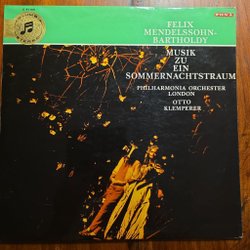 FELIX
MENDELSSOHN-
BARTHOLDY
MUSIK
ZU
EIN
SOMMERNACHTSTRAUM
PHILHARMONIA ORCHESTER
LONDON
OTTO
KLEMPERER